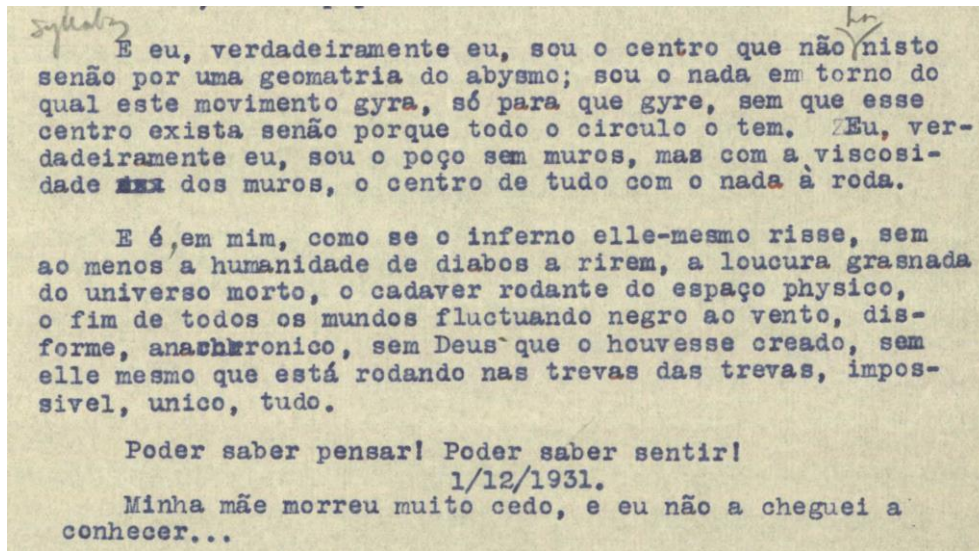 syllabas
ha
E eu, verdadeiramente eu, sou o centro que não nisto
senão por uma geomatria do abysmo; sou o nada em torno do
qual este movimento gyra, só para que gyre, sem que esse
centro exista senão porque todo o circulo o tem. Eu, ver-
dadeiramente eu, sou o poço sem muros, mas com a viscosi-
dade dos muros, o centro de tudo com o nada à roda.
E é, em mim, como se o inferno elle-mesmo risse, sem
ao menos a humanidade de diabos a rirem, a loucura grasnada
do universo morto, o cadaver rodante do espaço physico,
o fim de todos os mundos fluctuando negro ao vento, dis-
forme, anachronico, sem Deus que o houvesse creado, sem
elle mesmo que está rodando nas trevas das trevas, impos-
sivel, unico, tudo.
Poder saber pensar! Poder saber sentir!
1/12/1931.
Minha mãe morreu muito cedo, e eu não a cheguei a
conhecer...